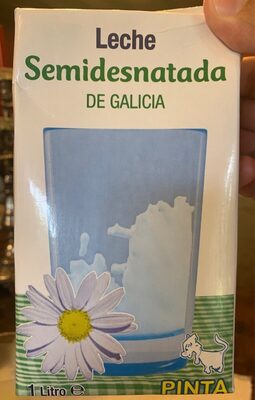 Leche
Semidesnatada
DE GALICIA
1 Litro ℮
PINTA